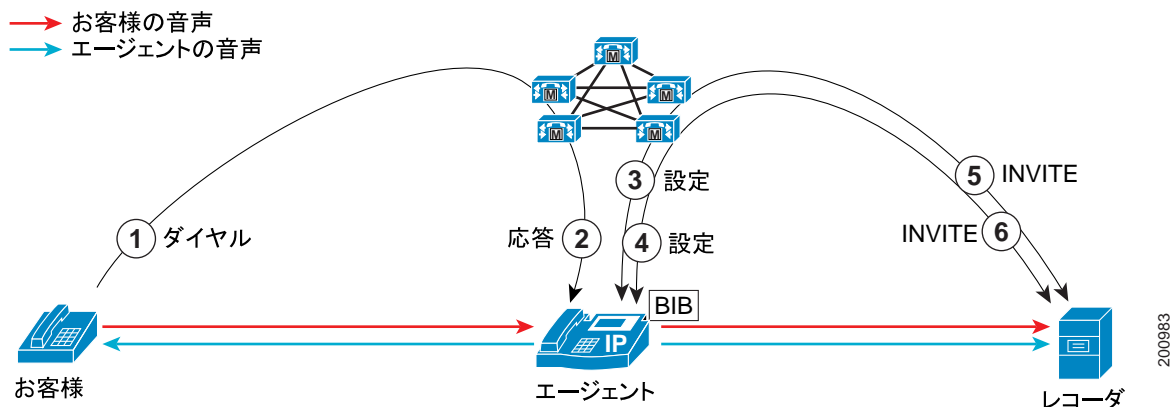 お客様の音声
エージェントの音声
M
M
M
M
M
3 設定
5 INVITE
1 ダイヤル
応答 2
4 設定
INVITE 6
BIB
IP
お客様
エージェント
レコーダ
200983